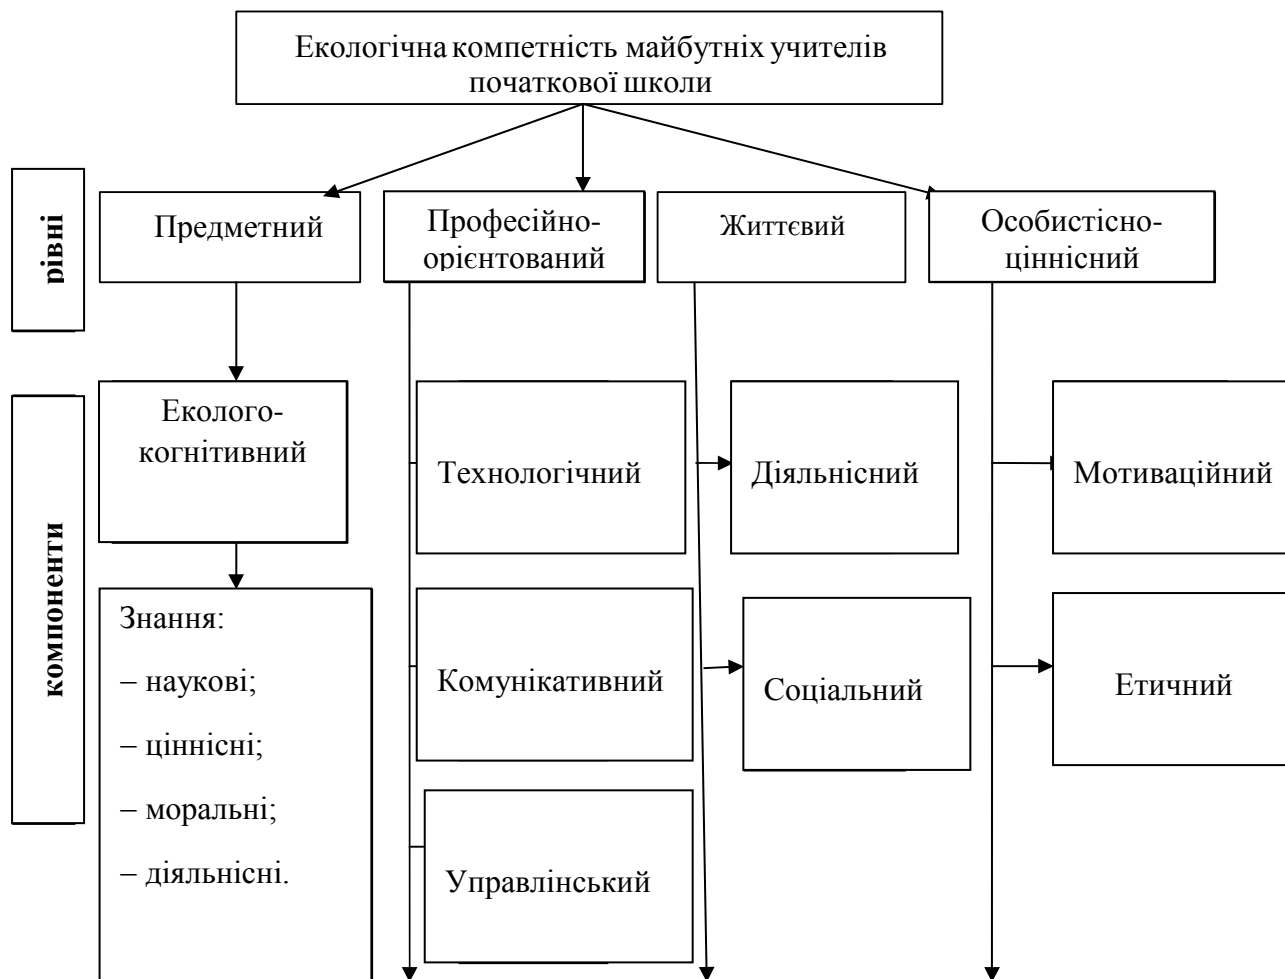 Екологічна компетність майбутніх учителів
початкової школи
рівні
Предметний
Професійно-
орієнтований
Життєвий
Особистісно-
ціннісний
компоненти
Еколого-
когнітивний
Технологічний
Діяльнісний
Мотиваційний
Знання:
– наукові;
– ціннісні;
– моральні;
– діяльнісні.
Комунікативний
Соціальний
Етичний
Управлінський